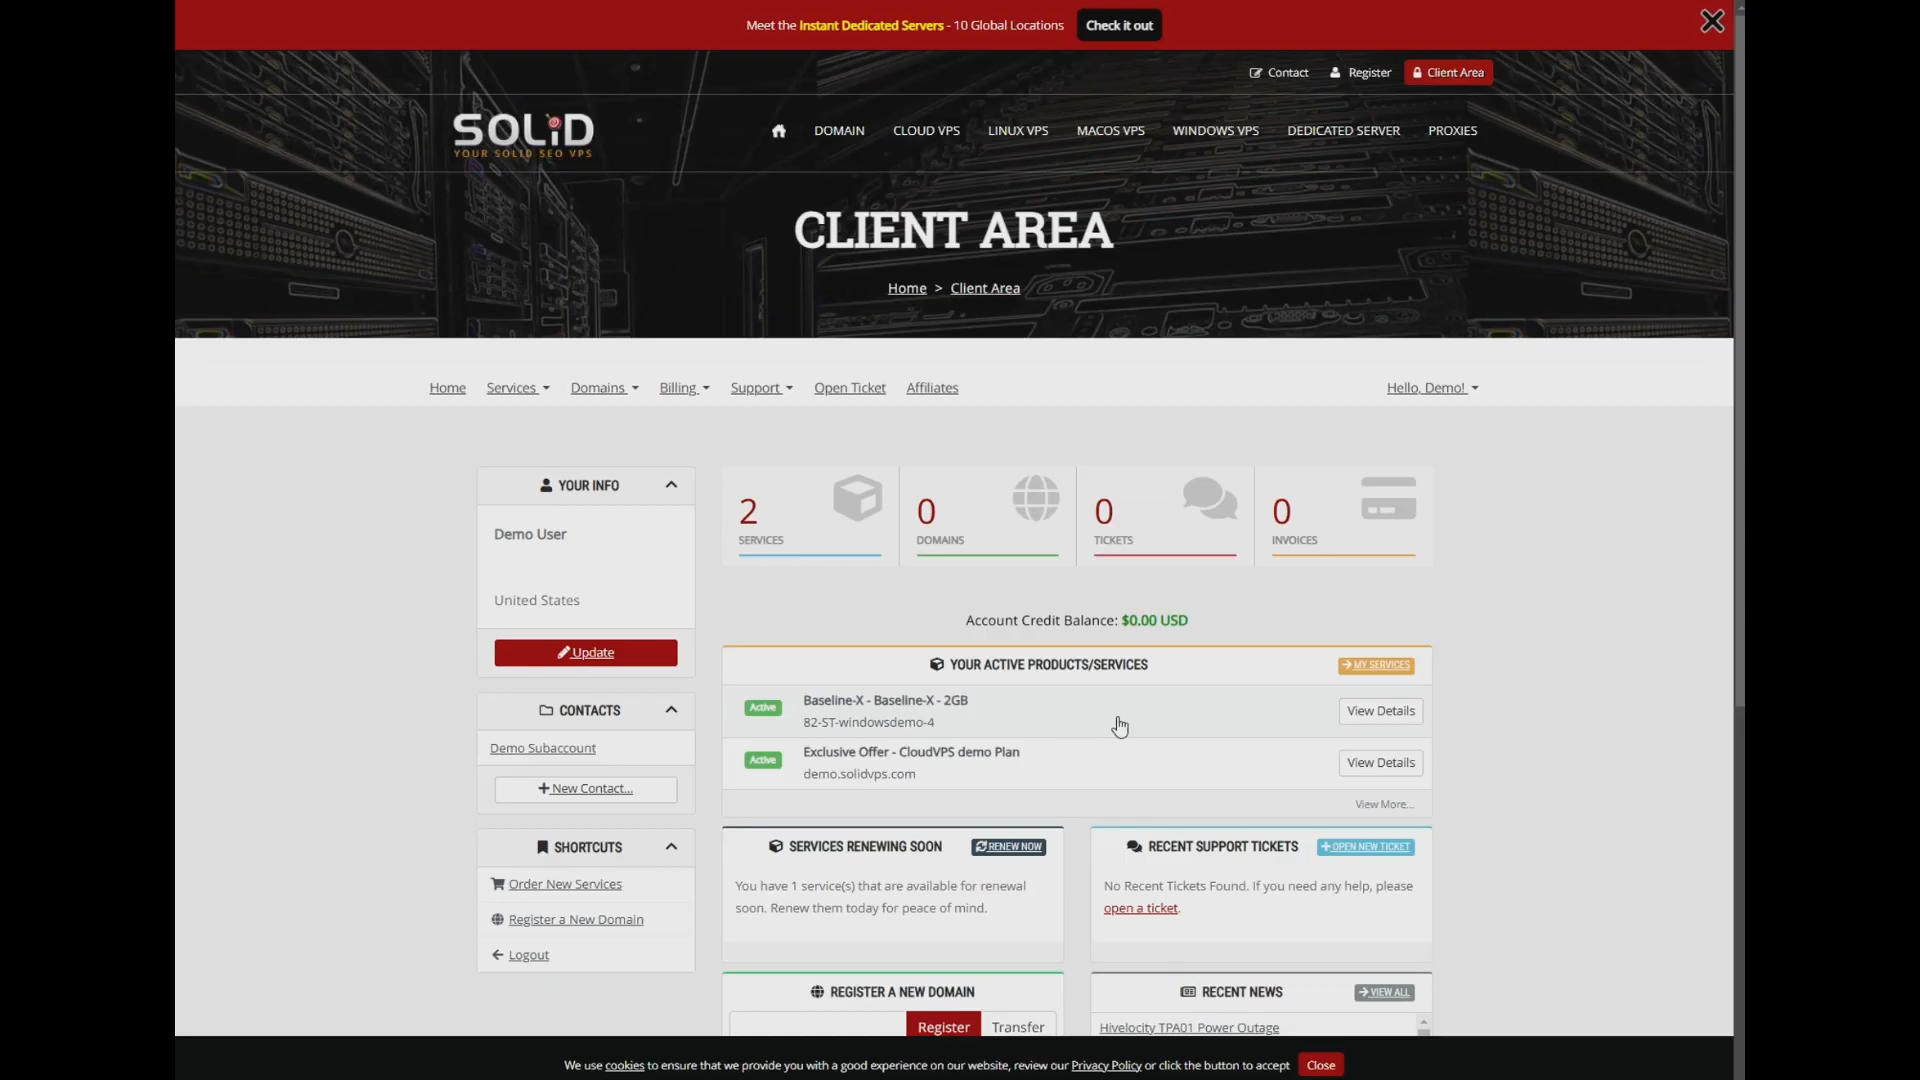 Meet the Instant Dedicated Servers - 10 Global Locations Check it out
Contact Register Client Area
SOLiD
YOUR SOLID SEO VPS
DOMAIN CLOUD VPS LINUX VPS MACOS VPS WINDOWS VPS DEDICATED SERVER PROXIES
CLIENT AREA
Home > Client Area
Home Services Domains Billing Support Open Ticket Affiliates Hello, Demo!
YOUR INFO
Demo User
United States
Update
CONTACTS
Demo Subaccount
New Contact...
SHORTCUTS
Order New Services
Register a New Domain
Logout
2
SERVICES
0
DOMAINS
0
TICKETS
0
INVOICES
Account Credit Balance: $0.00 USD
YOUR ACTIVE PRODUCTS/SERVICES MY SERVICES
Active Baseline-X - Baseline-X - 2GB
82-ST-windowsdemo-4
View Details
Active Exclusive Offer - CloudVPS demo Plan
demo.solidvps.com
View Details
View More...
SERVICES RENEWING SOON RENEW NOW
You have 1 service(s) that are available for renewal
soon. Renew them today for peace of mind.
RECENT SUPPORT TICKETS OPEN NEW TICKET
No Recent Tickets Found. If you need any help, please
open a ticket.
REGISTER A NEW DOMAIN
Register Transfer
RECENT NEWS VIEW ALL
Hivelocity TPA01 Power Outage
We use cookies to ensure that we provide you with a good experience on our website, review our Privacy Policy or click the button to accept Close